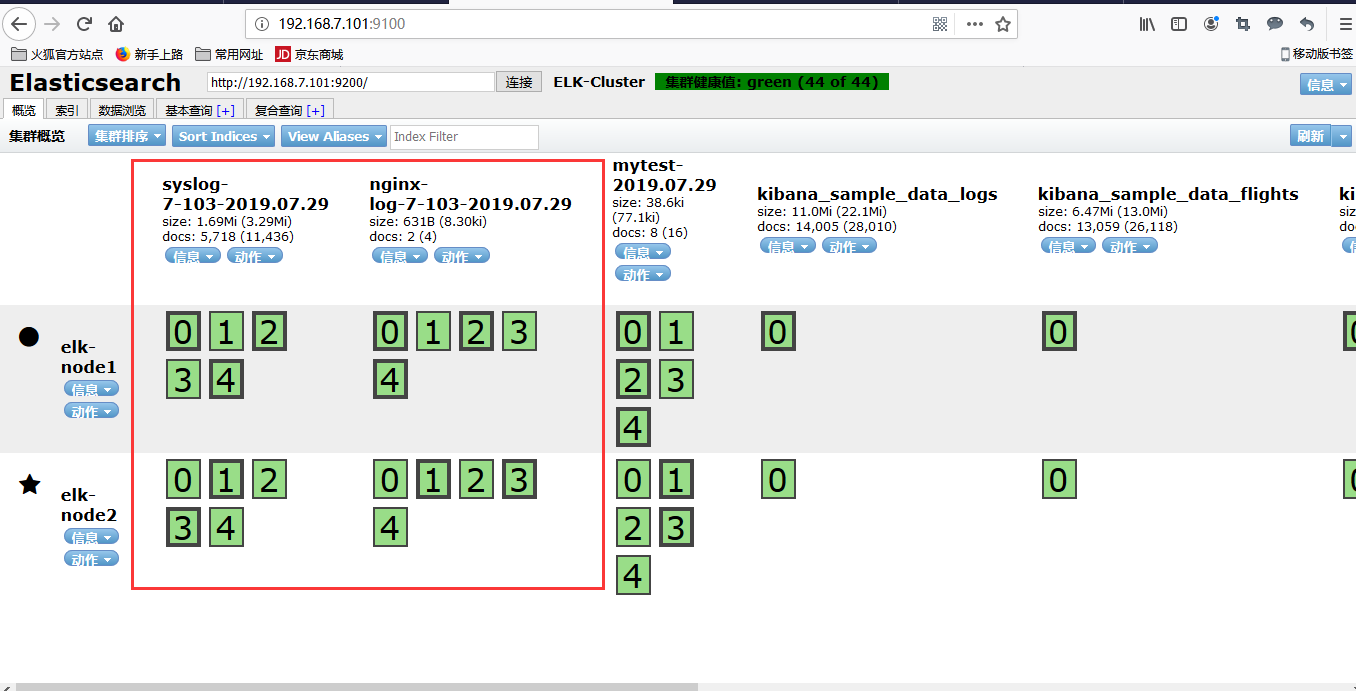 192.168.7.101:9100
火狐官方站点 新手上路 常用网址 JD 京东商城 移动版书签
Elasticsearch http://192.168.7.101:9200/ 连接 ELK-Cluster 集群健康值: green (44 of 44) 信息
概览 索引 数据浏览 基本查询 [+] 复合查询 [+]
集群概览 集群排序 Sort Indices View Aliases Index Filter 刷新
syslog-
7-103-2019.07.29
size: 1.69Mi (3.29Mi)
docs: 5,718 (11,436)
信息 动作
nginx-
log-7-103-2019.07.29
size: 631B (8.30ki)
docs: 2 (4)
信息 动作
mytest-
2019.07.29
size: 38.6ki
(77.1ki)
docs: 8 (16)
信息
动作
kibana_sample_data_logs
size: 11.0Mi (22.1Mi)
docs: 14,005 (28,010)
信息 动作
kibana_sample_data_flights
size: 6.47Mi (13.0Mi)
docs: 13,059 (26,118)
信息 动作
elk-
node1
信息
动作
0 1 2
3 4
0 1 2 3
4
0 1
2 3
4
0
0
elk-
node2
信息
动作
0 1 2
3 4
0 1 2 3
4
0 1
2 3
4
0
0